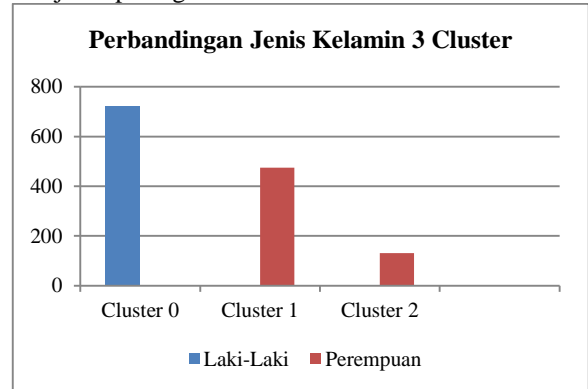 Perbandingan Jenis Kelamin 3 Cluster
800
600
400
200
0
Cluster 0 Cluster 1 Cluster 2
Laki-Laki Perempuan